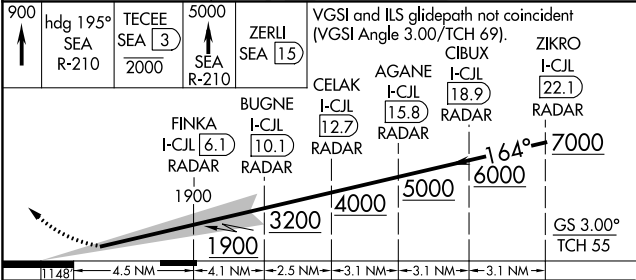 900
hdg 195°
SEA
R-210
TECEE
SEA 3
2000
5000
SEA
R-210
ZERLI
SEA 15
VGSI and ILS glidepath not coincident
(VGSI Angle 3.00/TCH 69).
ZIKRO
I-CJL
22.1
RADAR
CIBUX
I-CJL
18.9
RADAR
AGANE
I-CJL
15.8
RADAR
CELAK
I-CJL
12.7
RADAR
BUGNE
I-CJL
10.1
RADAR
FINKA
I-CJL 6.1
RADAR
1900
164°
7000
6000
5000
4000
3200
1900
GS 3.00°
TCH 55
1148'
4.5 NM
4.1 NM
2.5 NM
3.1 NM
3.1 NM
3.1 NM